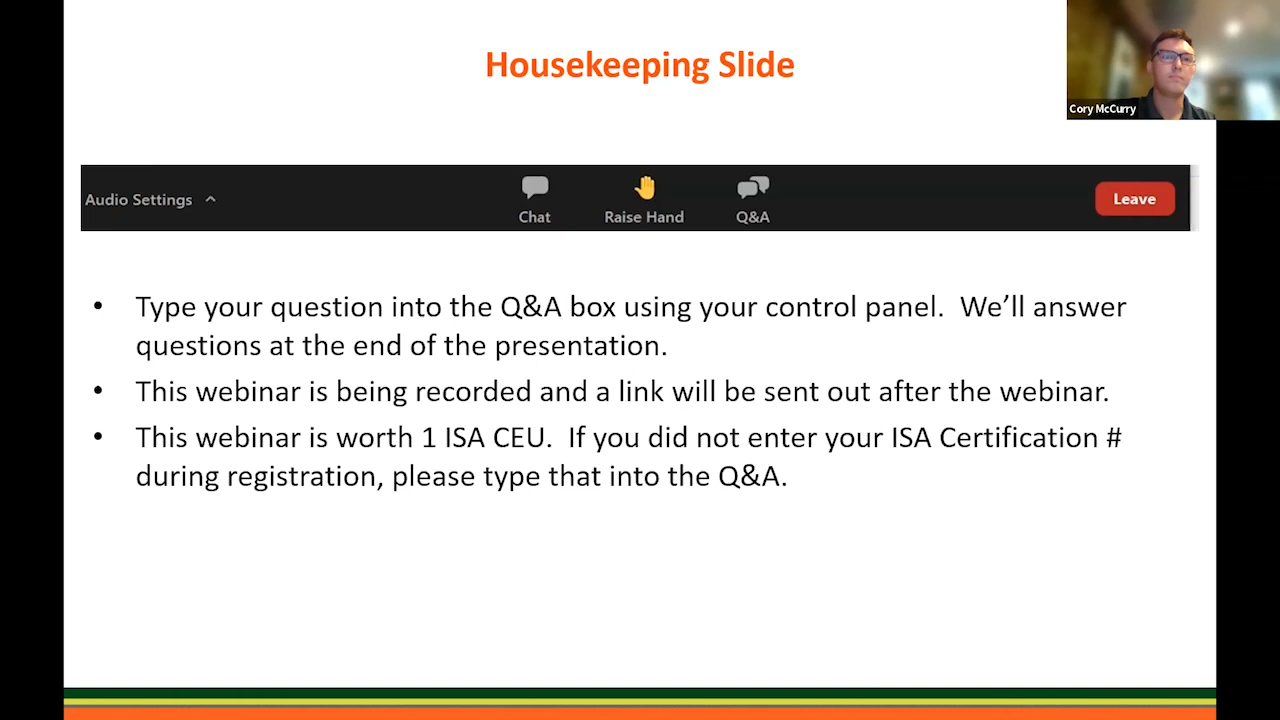 Housekeeping Slide
Cory McCurry
Audio Settings
Chat
Raise Hand
Q&A
Leave
• Type your question into the Q&A box using your control panel.  We’ll answer
questions at the end of the presentation.
• This webinar is being recorded and a link will be sent out after the webinar.
• This webinar is worth 1 ISA CEU.  If you did not enter your ISA Certification #
during registration, please type that into the Q&A.